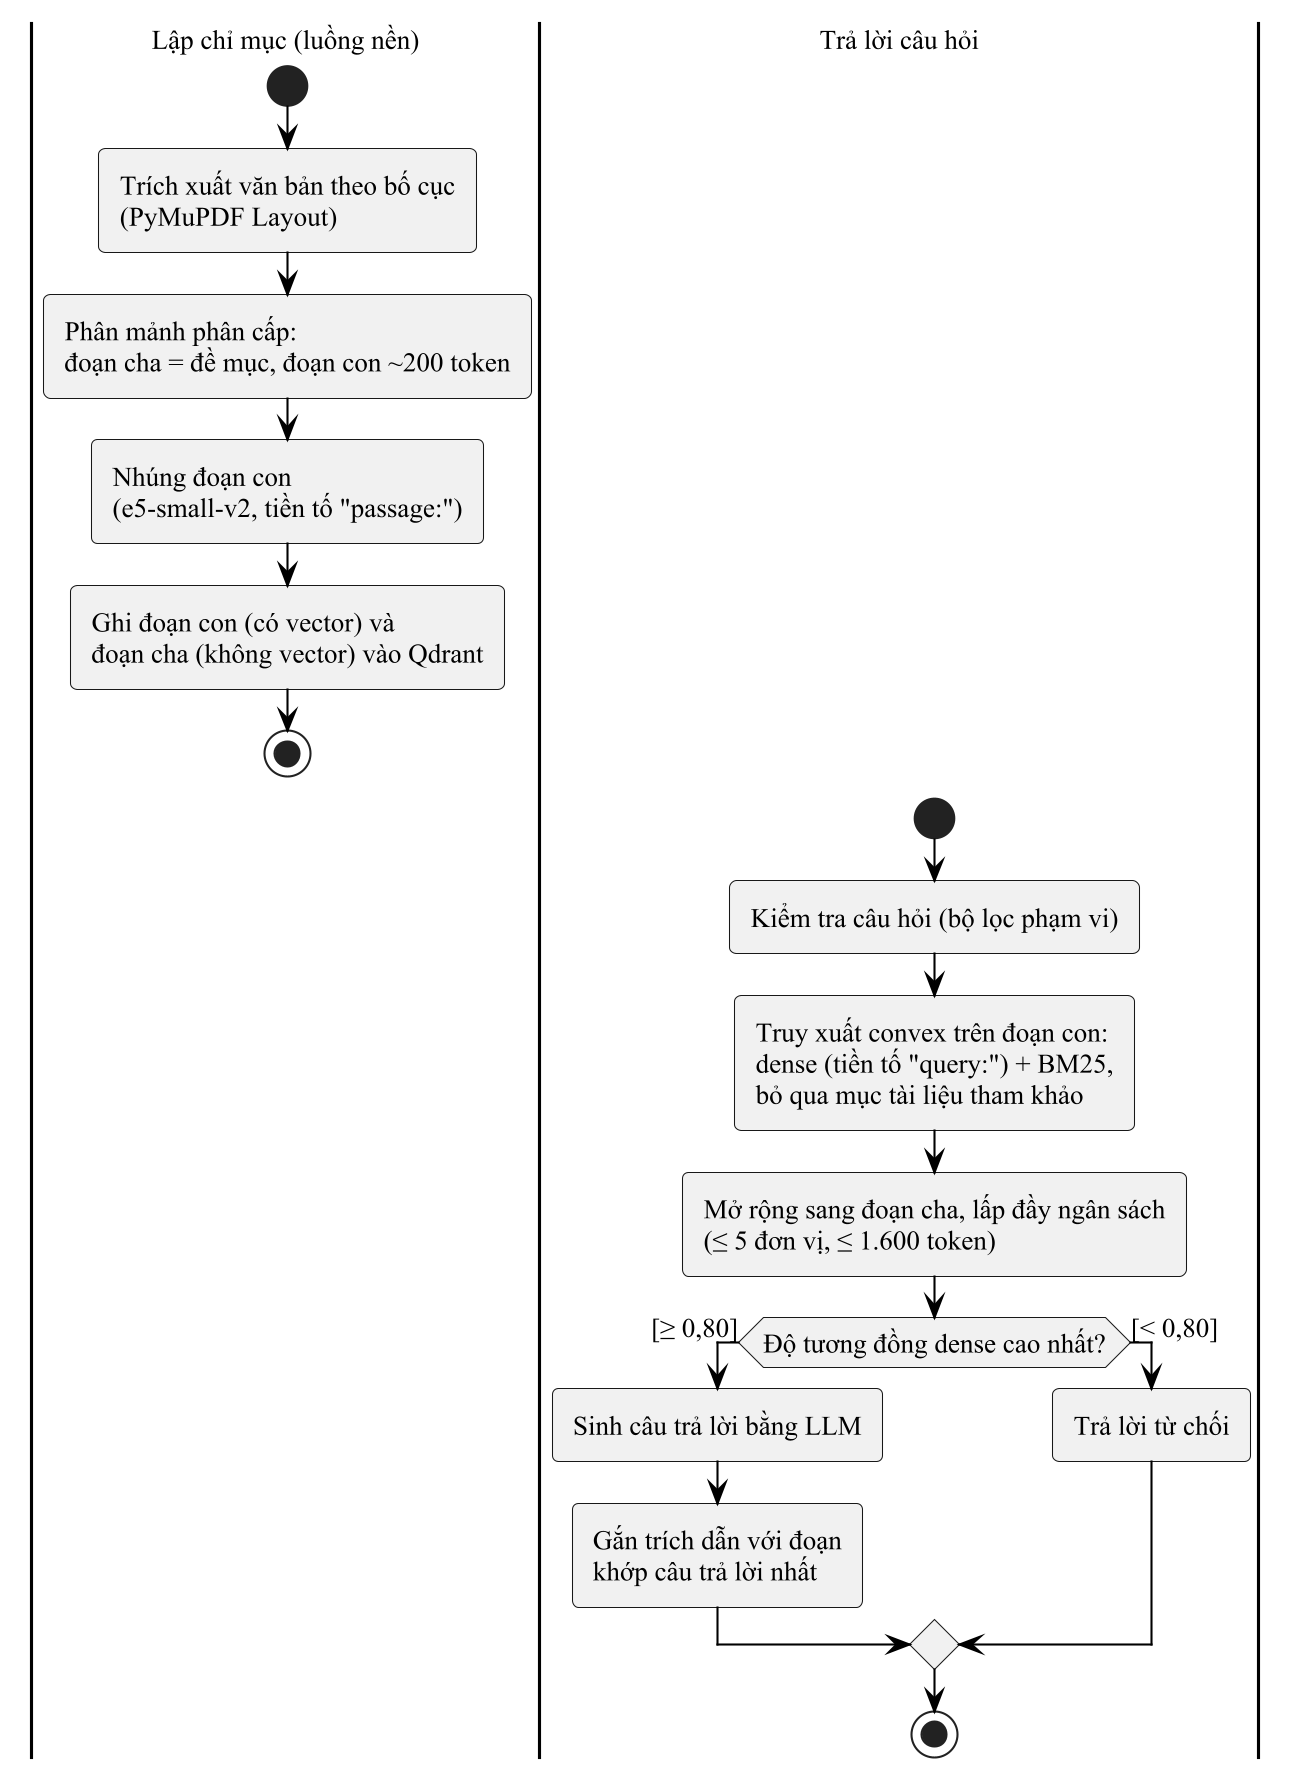 Lập chỉ mục (luồng nền)
Trả lời câu hỏi
Trích xuất văn bản theo bố cục
(PyMuPDF Layout)
Phân mảnh phân cấp:
đoạn cha = đề mục, đoạn con ~200 token
Nhúng đoạn con
(e5-small-v2, tiền tố "passage:")
Ghi đoạn con (có vector) và
đoạn cha (không vector) vào Qdrant
Kiểm tra câu hỏi (bộ lọc phạm vi)
Truy xuất convex trên đoạn con:
dense (tiền tố "query:") + BM25,
bỏ qua mục tài liệu tham khảo
Mở rộng sang đoạn cha, lấp đầy ngân sách
(≤ 5 đơn vị, ≤ 1.600 token)
[≥ 0,80]
Độ tương đồng dense cao nhất?
[< 0,80]
Sinh câu trả lời bằng LLM
Trả lời từ chối
Gắn trích dẫn với đoạn
khớp câu trả lời nhất